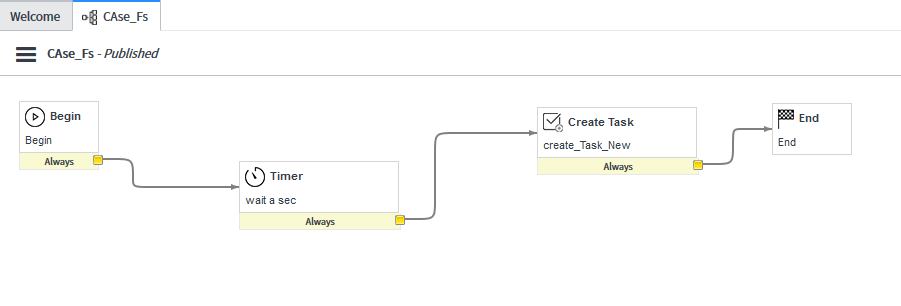 Welcome
CAse_Fs
CAse_Fs - Published
Begin
Begin
Always
Timer
wait a sec
Always
Create Task
create_Task_New
Always
End
End